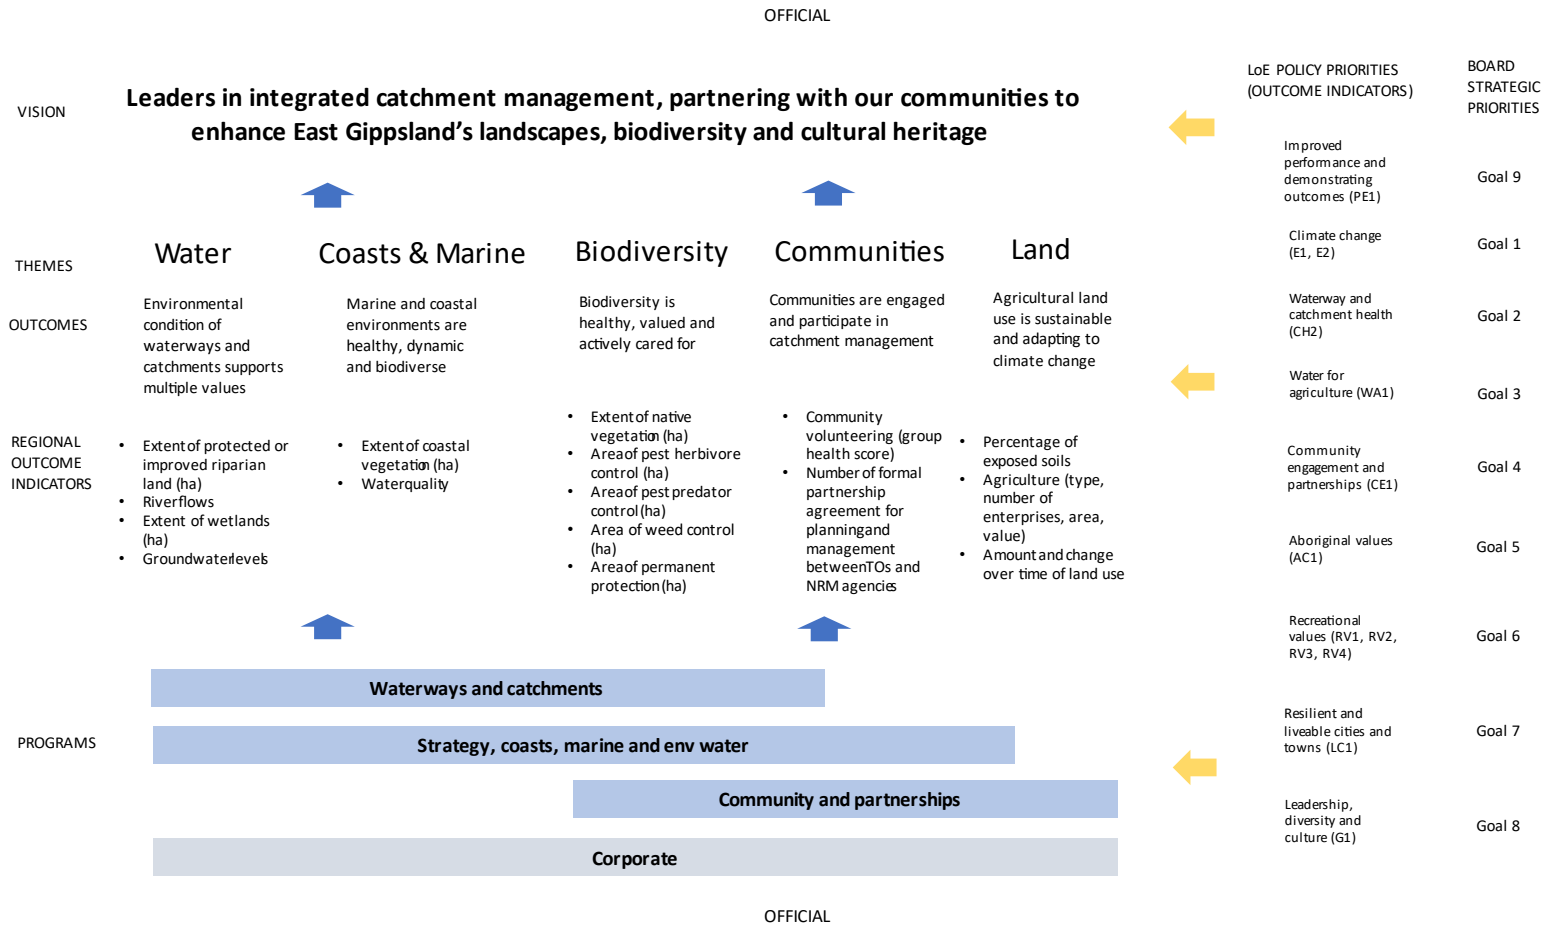 OFFICIAL
VISION
Leaders in integrated catchment management, partnering with our communities to
enhance East Gippsland's landscapes, biodiversity and cultural heritage
THEMES
Water
Coasts & Marine
Biodiversity
Communities
Land
OUTCOMES
Environmental
condition of
waterways and
catchments supports
multiple values
Marine and coastal
environments are
healthy, dynamic
and biodiverse
Biodiversity is
healthy, valued and
actively cared for
Communities are engaged
and participate in
catchment management
Agricultural land
use is sustainable
and adapting to
climate change
REGIONAL
OUTCOME
INDICATORS
• Extent of protected or
improved riparian
land (ha)
• River flows
• Extent of wetlands
(ha)
• Groundwater levels
• Extent of coastal
vegetation (ha)
• Water quality
• Extent of native
vegetation (ha)
• Area of pest herbivore
control (ha)
• Area of pest predator
control (ha)
• Area of weed control
(ha)
• Area of permanent
protection (ha)
• Community
volunteering (group
health score)
• Number of formal
partnership
agreement for
planning and
management
between TOs and
NRM agencies
• Percentage of
exposed soils
• Agriculture (type,
number of
enterprises, area,
value)
• Amount and change
over time of land use
PROGRAMS
Waterways and catchments
Strategy, coasts, marine and env water
Community and partnerships
Corporate
LoE POLICY PRIORITIES
(OUTCOME INDICATORS)
BOARD
STRATEGIC
PRIORITIES
Improved
performance and
demonstrating
outcomes (PE1)
Goal 9
Climate change
(E1, E2)
Goal 1
Waterway and
catchment health
(CH2)
Goal 2
Water for
agriculture (WA1)
Goal 3
Community
engagement and
partnerships (CE1)
Goal 4
Aboriginal values
(AC1)
Goal 5
Recreational
values (RV1, RV2,
RV3, RV4)
Goal 6
Resilient and
liveable cities and
towns (LC1)
Goal 7
Leadership,
diversity and
culture (G1)
Goal 8
OFFICIAL